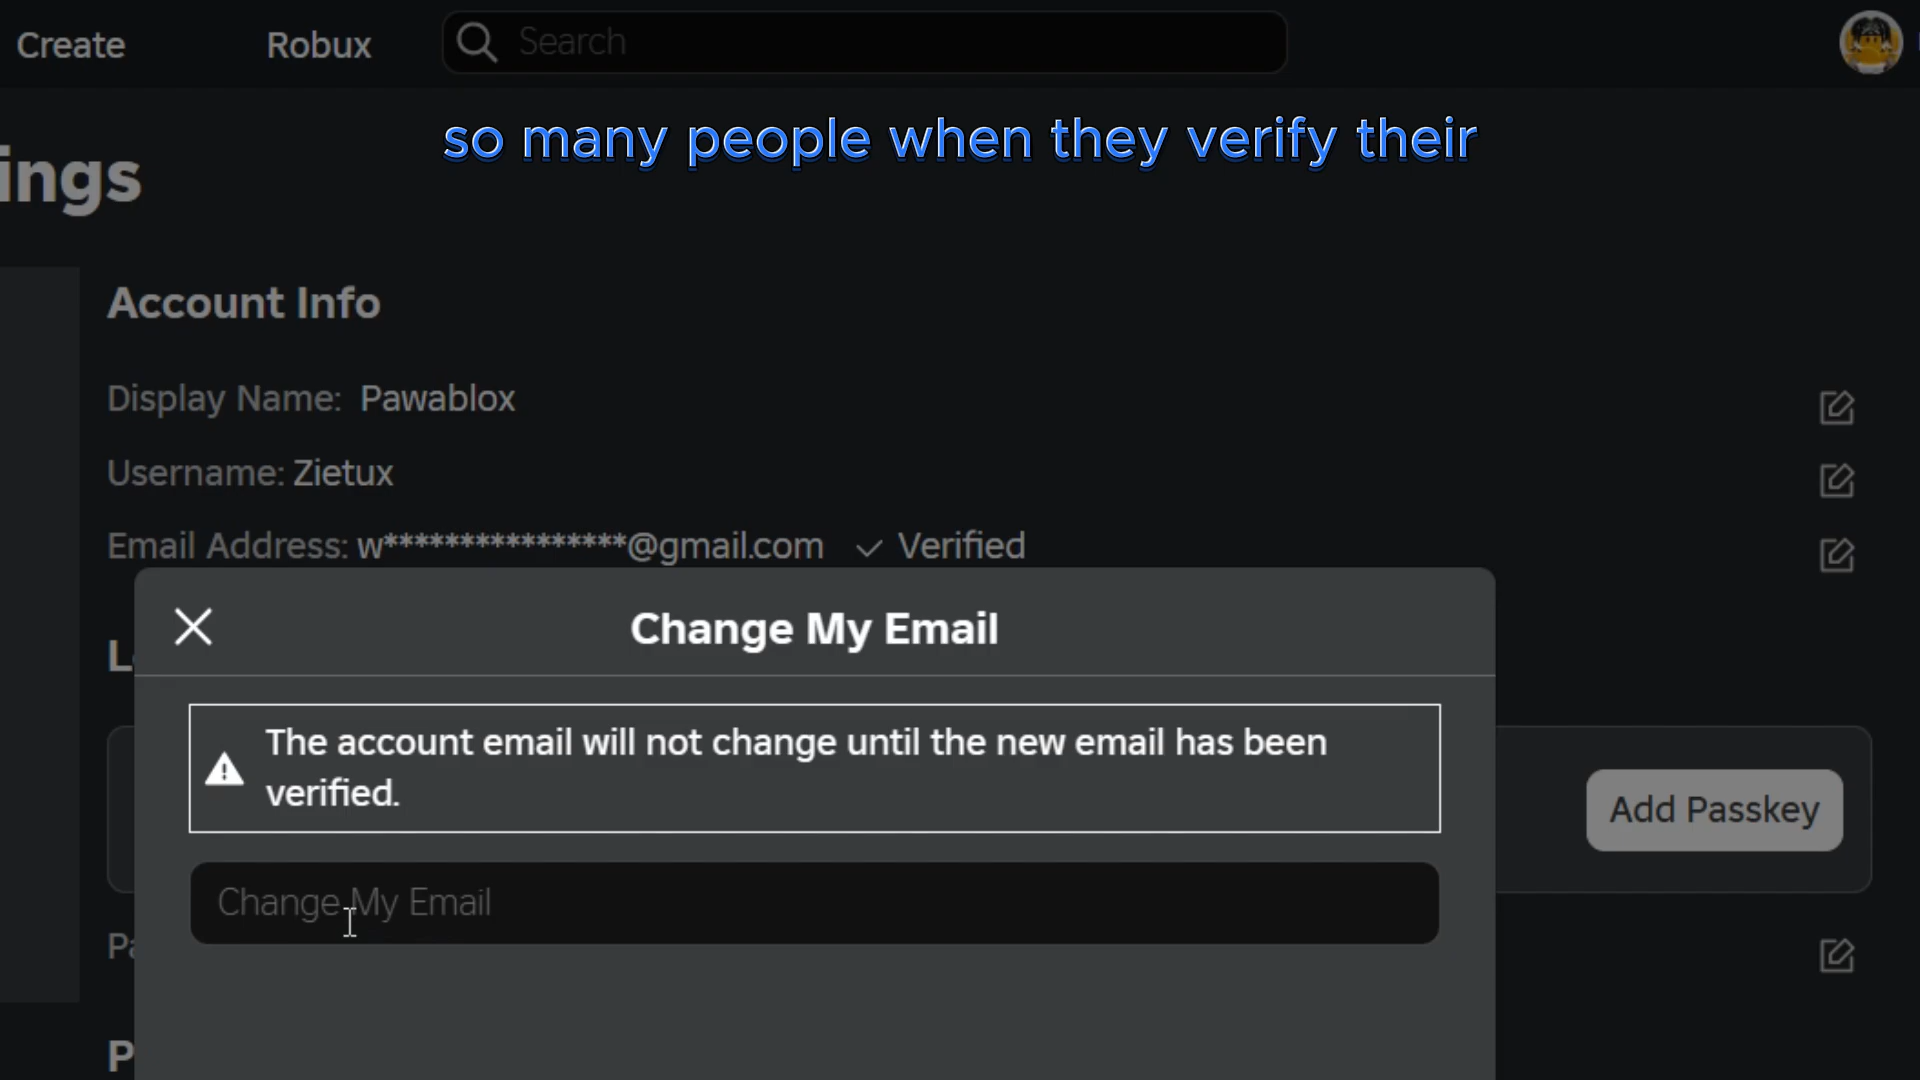 Create
Robux
Search
so many people when they verify their
ings
Account Info
Display Name: Pawablox
Username: Zietux
Email Address: w****************@gmail.com ✓ Verified
Change My Email
The account email will not change until the new email has been
verified.
Add Passkey
Change My Email
Pa
P